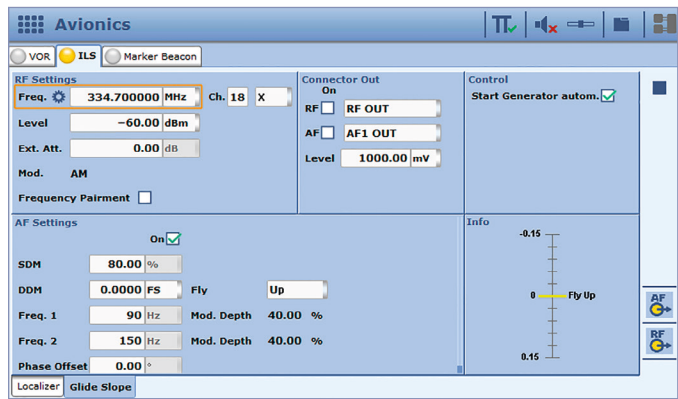 Avionics
VOR ILS Marker Beacon
RF Settings
Freq. 334.700000 MHz Ch. 18 X
Level -60.00 dBm
Ext. Att. 0.00 dB
Mod. AM
Frequency Pairment
Connector Out
On
RF RF OUT
AF AF1 OUT
Level 1000.00 mV
Control
Start Generator autom.
AF Settings
On
SDM 80.00 %
DDM 0.0000 FS Fly Up
Freq. 1 90 Hz Mod. Depth 40.00 %
Freq. 2 150 Hz Mod. Depth 40.00 %
Phase Offset 0.00 °
Info
-0.15
0 Fly Up
0.15
AF
RF
Localizer Glide Slope